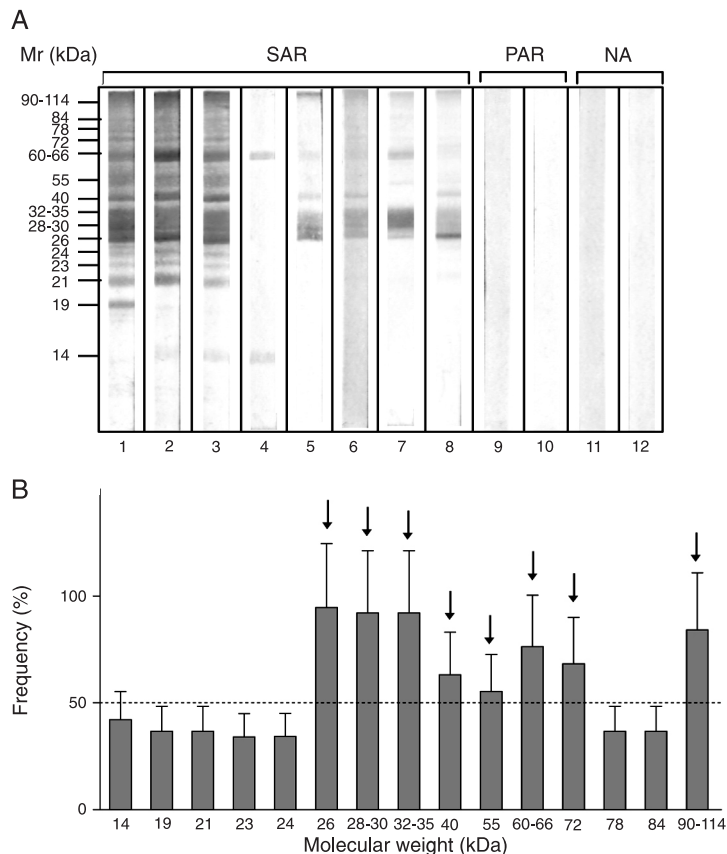 A
Mr (kDa) SAR PAR NA
90-114
84
78
72
60-66
55
40
32-35
28-30
26
24
23
21
19
14
1 2 3 4 5 6 7 8 9 10 11 12
B
Frequency (%)
100
50
0
14 19 21 23 24 26 28-30 32-35 40 55 60-66 72 78 84 90-114
Molecular weight (kDa)